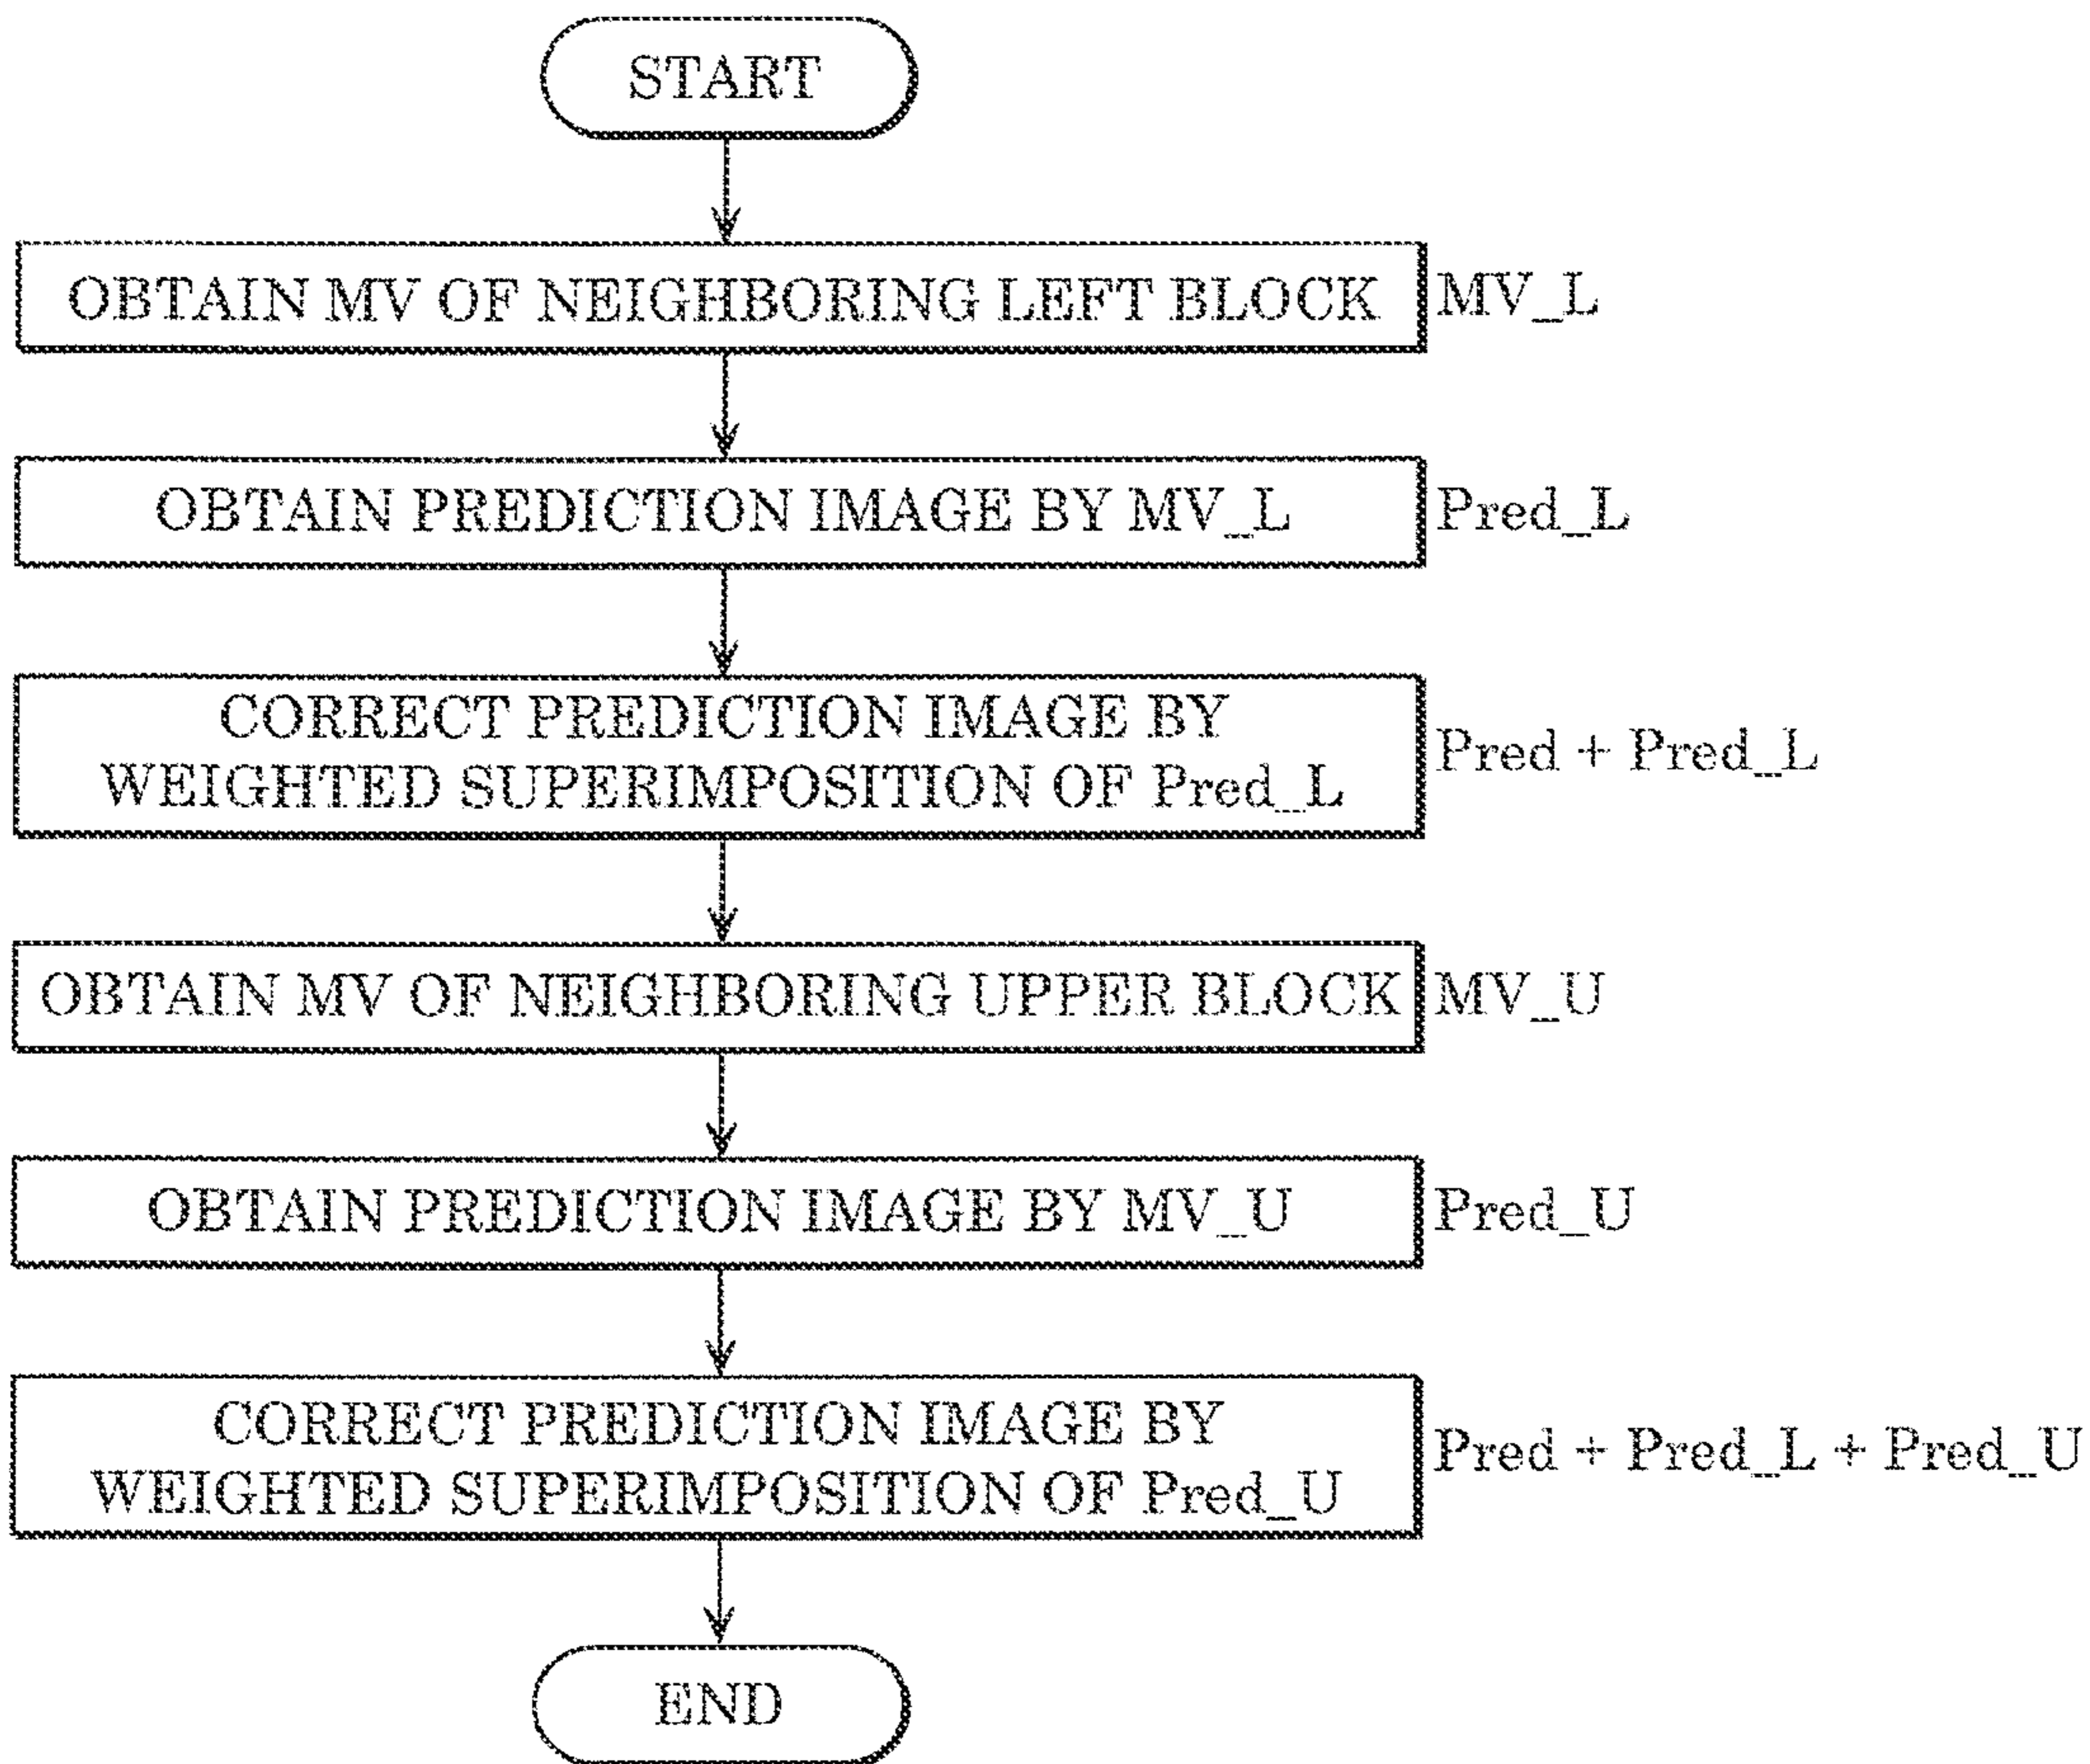 START
OBTAIN MV OF NEIGHBORING LEFT BLOCK
MV_L
OBTAIN PREDICTION IMAGE BY MV_L
Pred_L
CORRECT PREDICTION IMAGE BY
WEIGHTED SUPERIMPOSITION OF Pred_L
Pred + Pred_L
OBTAIN MV OF NEIGHBORING UPPER BLOCK
MV_U
OBTAIN PREDICTION IMAGE BY MV_U
Pred_U
CORRECT PREDICTION IMAGE BY
WEIGHTED SUPERIMPOSITION OF Pred_U
Pred + Pred_L + Pred_U
END